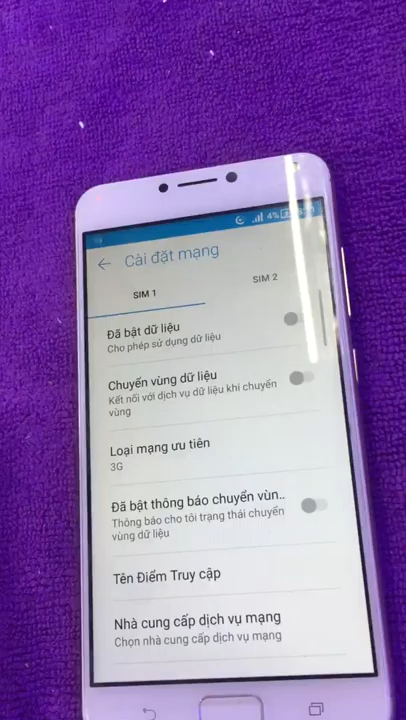 4%
Cài đặt mạng
SIM 1
SIM 2
Đã bật dữ liệu
Cho phép sử dụng dữ liệu
Chuyển vùng dữ liệu
Kết nối với dịch vụ dữ liệu khi chuyển
vùng
Loại mạng ưu tiên
3G
Đã bật thông báo chuyển vùn..
Thông báo cho tôi trạng thái chuyển
vùng dữ liệu
Tên Điểm Truy cập
Nhà cung cấp dịch vụ mạng
Chọn nhà cung cấp dịch vụ mạng